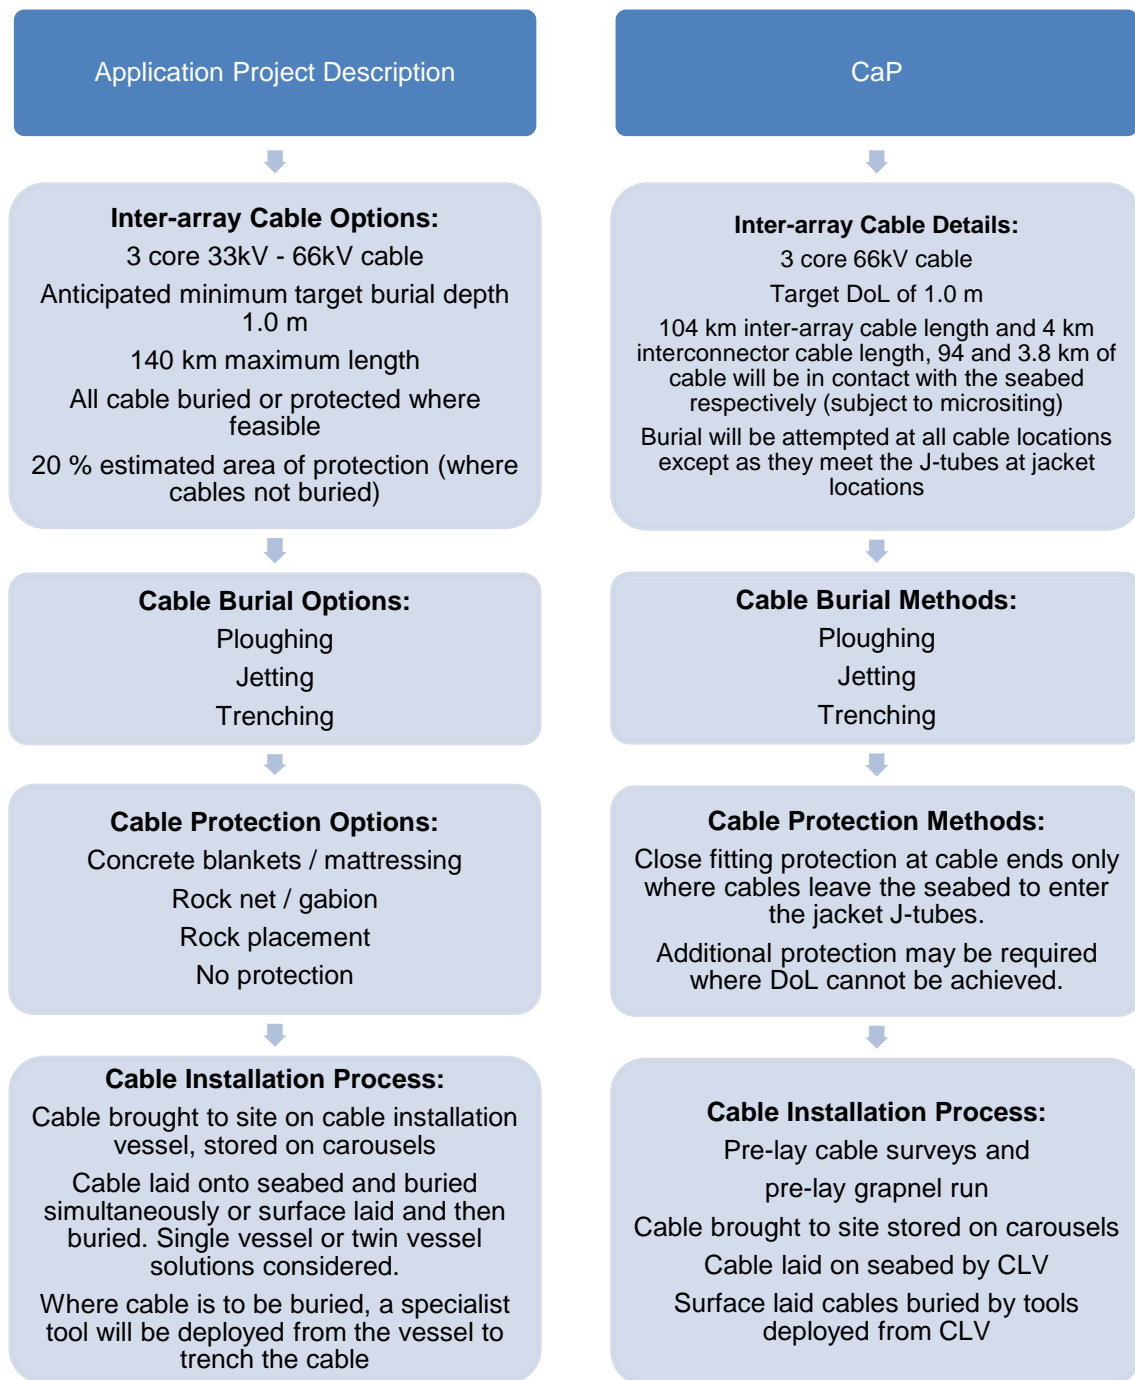 Application Project Description
Inter-array Cable Options:
3 core 33kV - 66kV cable
Anticipated minimum target burial depth
1.0 m
140 km maximum length
All cable buried or protected where
feasible
20 % estimated area of protection (where
cables not buried)
Cable Burial Options:
Ploughing
Jetting
Trenching
Cable Protection Options:
Concrete blankets / mattressing
Rock net / gabion
Rock placement
No protection
Cable Installation Process:
Cable brought to site on cable installation
vessel, stored on carousels
Cable laid onto seabed and buried
simultaneously or surface laid and then
buried. Single vessel or twin vessel
solutions considered.
Where cable is to be buried, a specialist
tool will be deployed from the vessel to
trench the cable
CaP
Inter-array Cable Details:
3 core 66kV cable
Target DoL of 1.0 m
104 km inter-array cable length and 4 km
interconnector cable length, 94 and 3.8 km of
cable will be in contact with the seabed
respectively (subject to micrositing)
Burial will be attempted at all cable locations
except as they meet the J-tubes at jacket
locations
Cable Burial Methods:
Ploughing
Jetting
Trenching
Cable Protection Methods:
Close fitting protection at cable ends only
where cables leave the seabed to enter
the jacket J-tubes.
Additional protection may be required
where DoL cannot be achieved.
Cable Installation Process:
Pre-lay cable surveys and
pre-lay grapnel run
Cable brought to site stored on carousels
Cable laid on seabed by CLV
Surface laid cables buried by tools
deployed from CLV